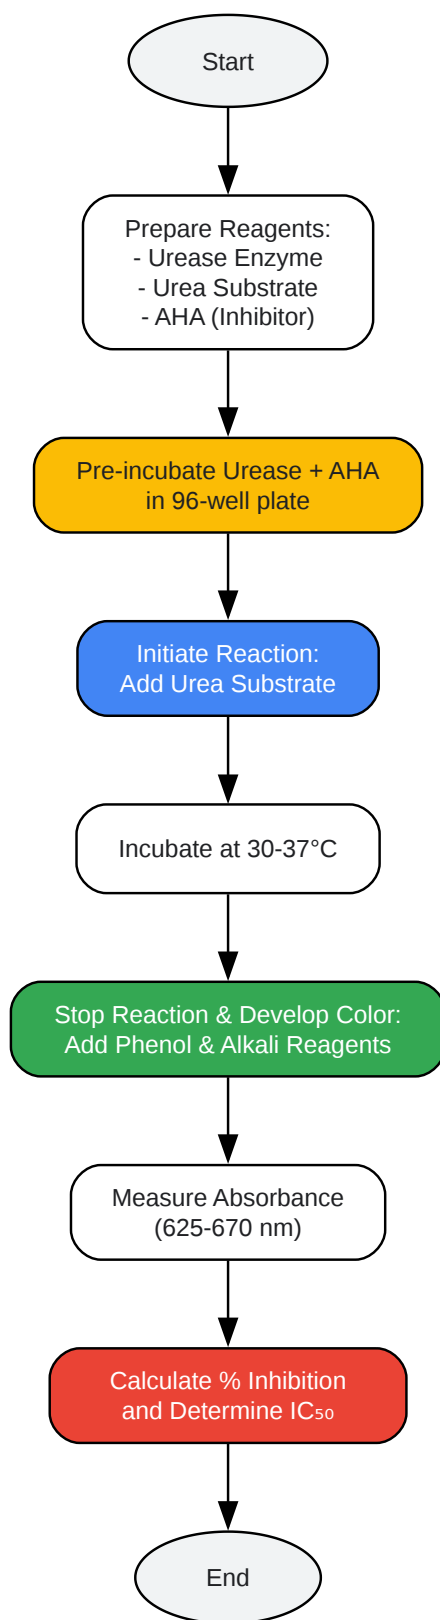 Start
Prepare Reagents:
- Urease Enzyme
- Urea Substrate
- AHA (Inhibitor)
Pre-incubate Urease + AHA
in 96-well plate
Initiate Reaction:
Add Urea Substrate
Incubate at 30-37°C
Stop Reaction & Develop Color:
Add Phenol & Alkali Reagents
Measure Absorbance
(625-670 nm)
Calculate % Inhibition
and Determine IC₅₀
End